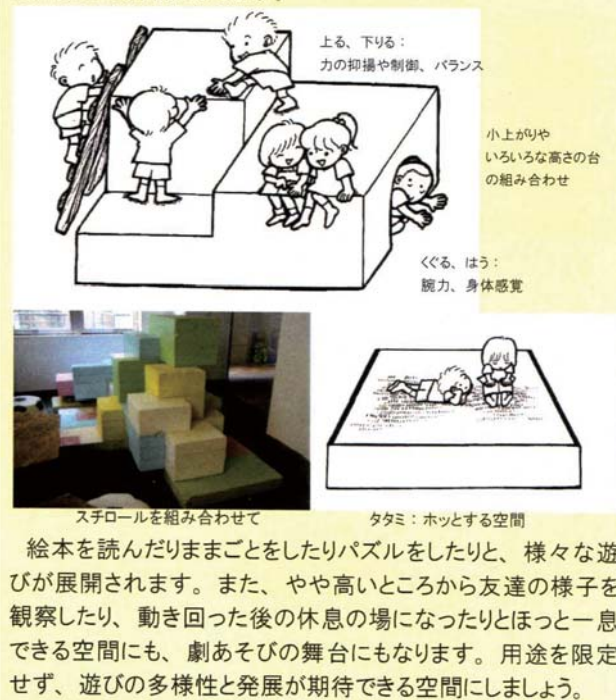 上る、下りる：
力の抑揚や制御、バランス
小上がりや
いろいろな高さの台
の組み合わせ
くぐる、はう：
腕力、身体感覚
スチロールを組み合わせて
タタミ：ホッとする空間
絵本を読んだりままごとをしたりパズルをしたりと、様々な遊
びが展開されます。また、やや高いところから友達の様子を
観察したり、動き回った後の休息の場になったりとほっと一息
できる空間にも、劇あそびの舞台にもなります。用途を限定
せず、遊びの多様性と発展が期待できる空間にしましょう。